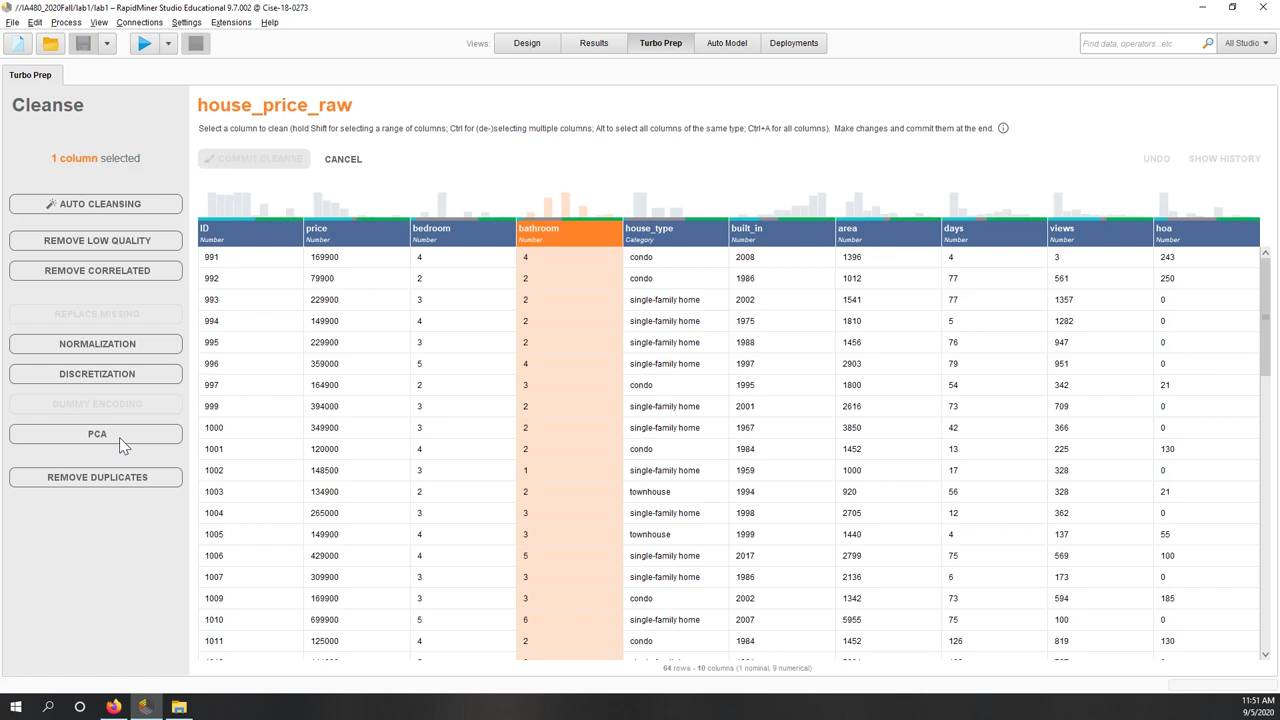 //IA480_2020Fall/lab1/lab1 – RapidMiner Studio Educational 9.7.002 @ Cise-18-0273
File Edit Process View Connections Settings Extensions Help
Views: Design Results Turbo Prep Auto Model Deployments Find data, operators...etc All Studio
Turbo Prep
Cleanse
house_price_raw
Select a column to clean (hold Shift for selecting a range of columns; Ctrl for (de-)selecting multiple columns; Alt to select all columns of the same type; Ctrl+A for all columns). Make changes and commit them at the end.
1 column selected
COMMIT CLEANSE CANCEL UNDO SHOW HISTORY
AUTO CLEANSING
REMOVE LOW QUALITY
REMOVE CORRELATED
REPLACE MISSING
NORMALIZATION
DISCRETIZATION
DUMMY ENCODING
PCA
REMOVE DUPLICATES
ID price bedroom bathroom house_type built_in area days views hoa
Number Number Number Number Category Number Number Number Number Number
991 169900 4 4 condo 2008 1396 4 3 243
992 79900 2 2 condo 1986 1012 77 561 250
993 229900 3 2 single-family home 2002 1541 77 1357 0
994 149900 4 2 single-family home 1975 1810 5 1282 0
995 229900 3 2 single-family home 1988 1456 76 947 0
996 359000 5 4 single-family home 1997 2903 79 951 0
997 164900 2 3 condo 1995 1800 54 342 21
999 394000 3 2 single-family home 2001 2616 73 709 0
1000 349900 3 2 single-family home 1967 3850 42 366 0
1001 120000 4 2 condo 1984 1452 13 225 130
1002 148500 3 1 single-family home 1959 1000 17 328 0
1003 134900 2 2 townhouse 1994 920 56 328 21
1004 265000 3 3 single-family home 1998 2705 12 362 0
1005 149900 4 3 townhouse 1999 1440 4 137 55
1006 429000 4 5 single-family home 2017 2799 75 569 100
1007 309900 3 3 single-family home 1986 2136 6 173 0
1009 169900 3 3 condo 2002 1342 73 594 185
1010 699900 5 6 single-family home 2007 5955 75 100 0
1011 125000 4 2 condo 1984 1452 126 819 130
64 rows - 10 columns (1 nominal, 9 numerical)
11:51 AM
9/5/2020